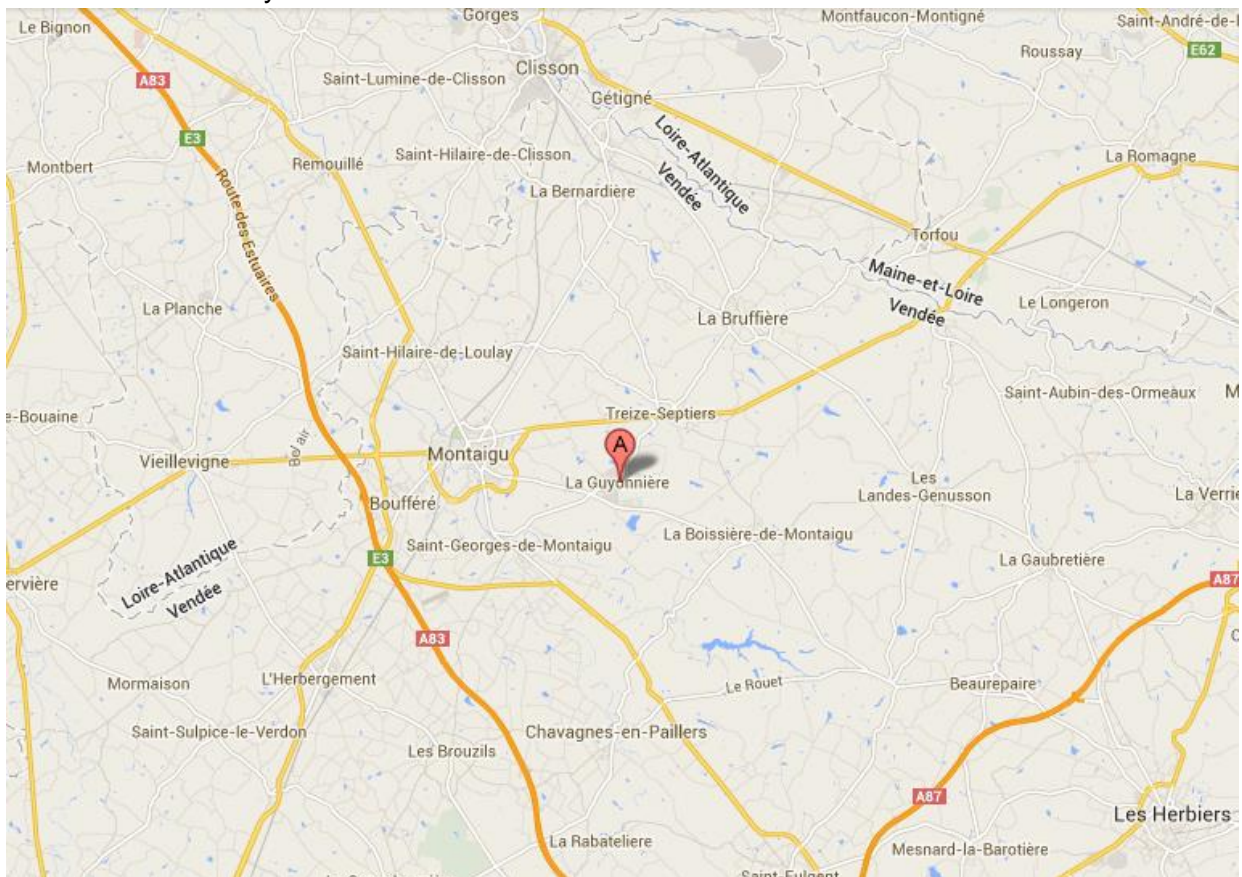 Gorges
Montfaucon-Montigné
Saint-André-de-l
Le Bignon
E62
Roussay
Clisson
A83
Saint-Lumine-de-Clisson
Gétigné
E3
Loire-Atlantique
Vendée
Montbert
Remouillé
Saint-Hilaire-de-Clisson
La Romagne
Route des Estuaires
La Bernardière
Torfou
Maine-et-Loire
Vendée
La Planche
Le Longeron
La Bruffière
Saint-Hilaire-de-Loulay
Saint-Aubin-des-Ormeaux
M
e-Bouaine
Treize-Septiers
Bel air
A
Vieillevigne
Montaigu
La Guyonnière
Les
Landes-Genusson
La Verrie
Boufféré
La Boissière-de-Montaigu
Saint-Georges-de-Montaigu
E3
La Gaubretière
Loire-Atlantique
Vendée
ervière
A87
A83
L'Herbergement
Mormaison
Le Rouet
Beaurepaire
Saint-Sulpice-le-Verdon
Chavagnes-en-Paillers
Les Brouzils
A87
Les Herbiers
La Rabateliere
Mesnard-la-Barotière